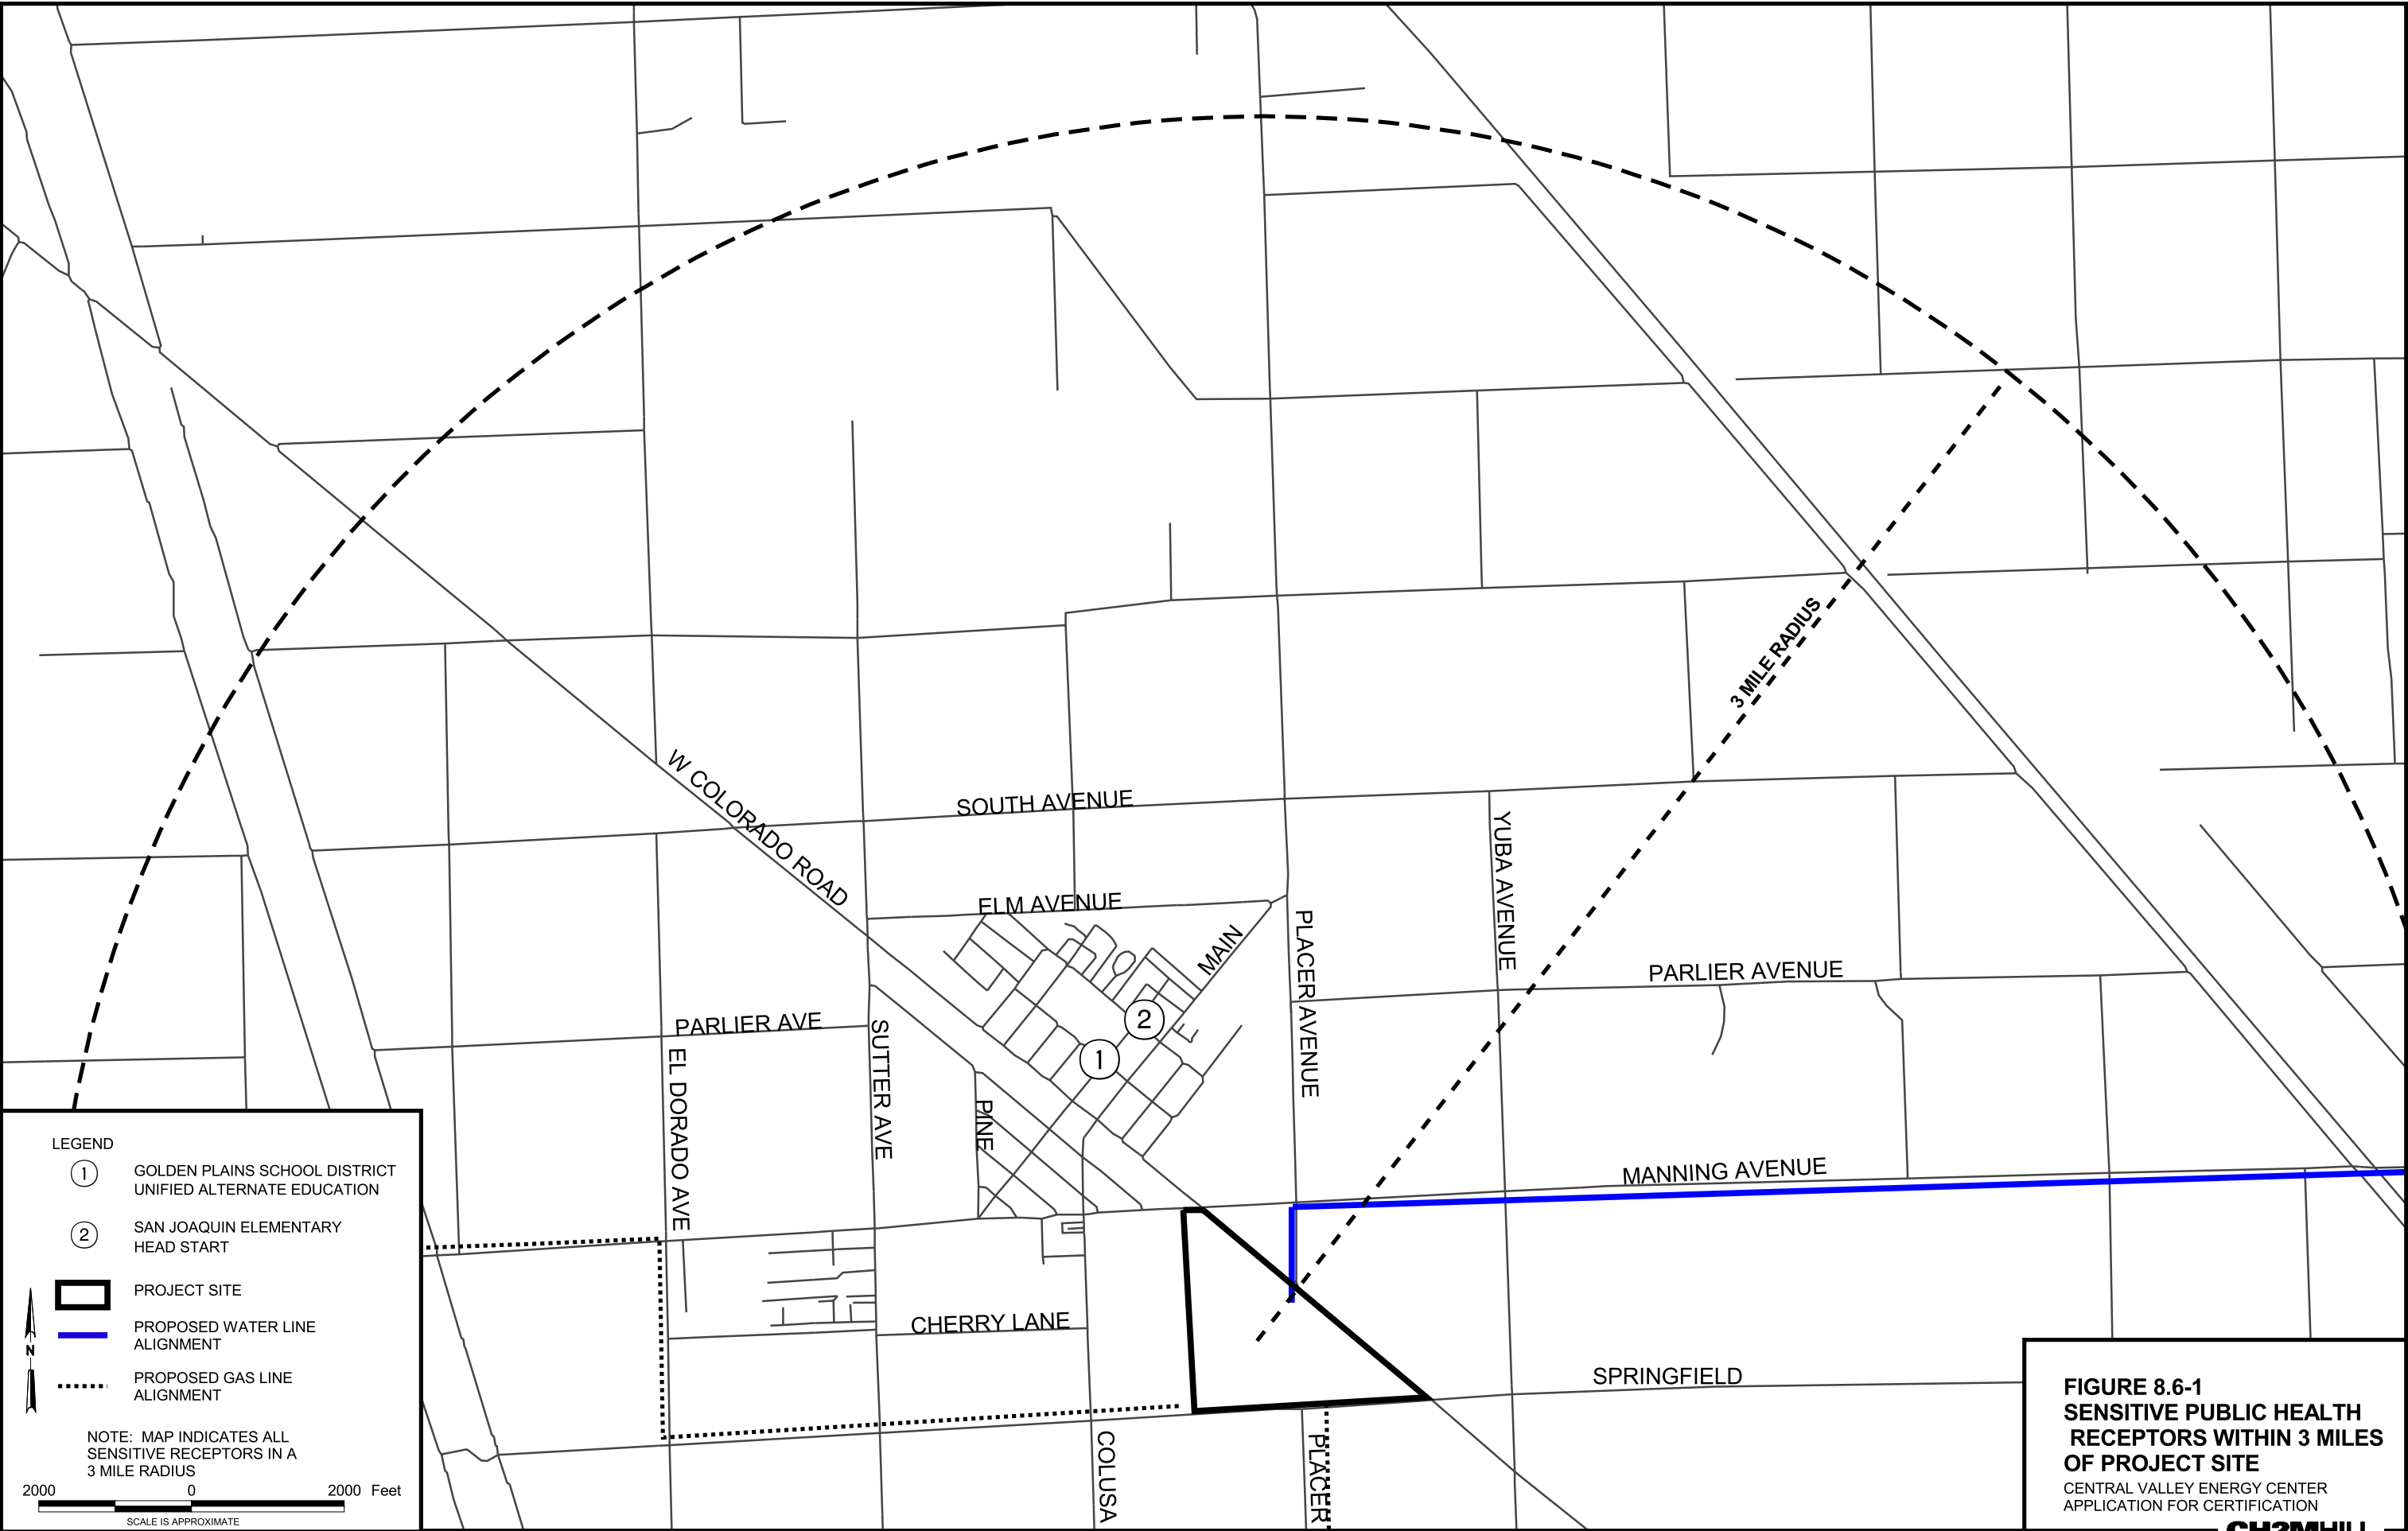 3 MILE RADIUS
W COLORADO ROAD
SOUTH AVENUE
YUBA AVENUE
ELM AVENUE
MAIN
PLACER AVENUE
PARLIER AVENUE
2
PARLIER AVE
1
SUTTER AVE
EL DORADO AVE
PINE
MANNING AVENUE
CHERRY LANE
SPRINGFIELD
COLUSA
PLACER
LEGEND
1
GOLDEN PLAINS SCHOOL DISTRICT
UNIFIED ALTERNATE EDUCATION
2
SAN JOAQUIN ELEMENTARY
HEAD START
PROJECT SITE
PROPOSED WATER LINE
ALIGNMENT
N
PROPOSED GAS LINE
ALIGNMENT
NOTE: MAP INDICATES ALL
SENSITIVE RECEPTORS IN A
3 MILE RADIUS
2000 0 2000 Feet
SCALE IS APPROXIMATE
FIGURE 8.6-1
SENSITIVE PUBLIC HEALTH
RECEPTORS WITHIN 3 MILES
OF PROJECT SITE
CENTRAL VALLEY ENERGY CENTER
APPLICATION FOR CERTIFICATION
CH2MHILL